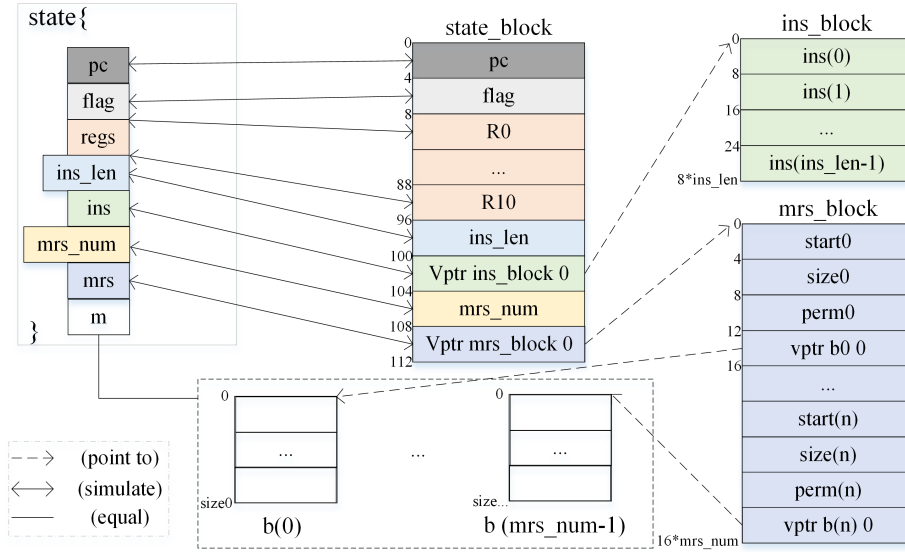 state{
pc
flag
regs
ins_len
ins
mrs_num
mrs
m
}
state_block
0
pc
4
flag
8
R0
...
88
R10
96
ins_len
100
Vptr ins_block 0
104
mrs_num
108
Vptr mrs_block 0
112
ins_block
0
ins(0)
8
ins(1)
16
...
24
ins(ins_len-1)
8*ins_len
mrs_block
0
start0
4
size0
8
perm0
12
vptr b0 0
16
...
start(n)
size(n)
perm(n)
vptr b(n) 0
16*mrs_num
0
...
size0
b(0)
...
0
...
size...
b (mrs_num-1)
(point to)
(simulate)
(equal)